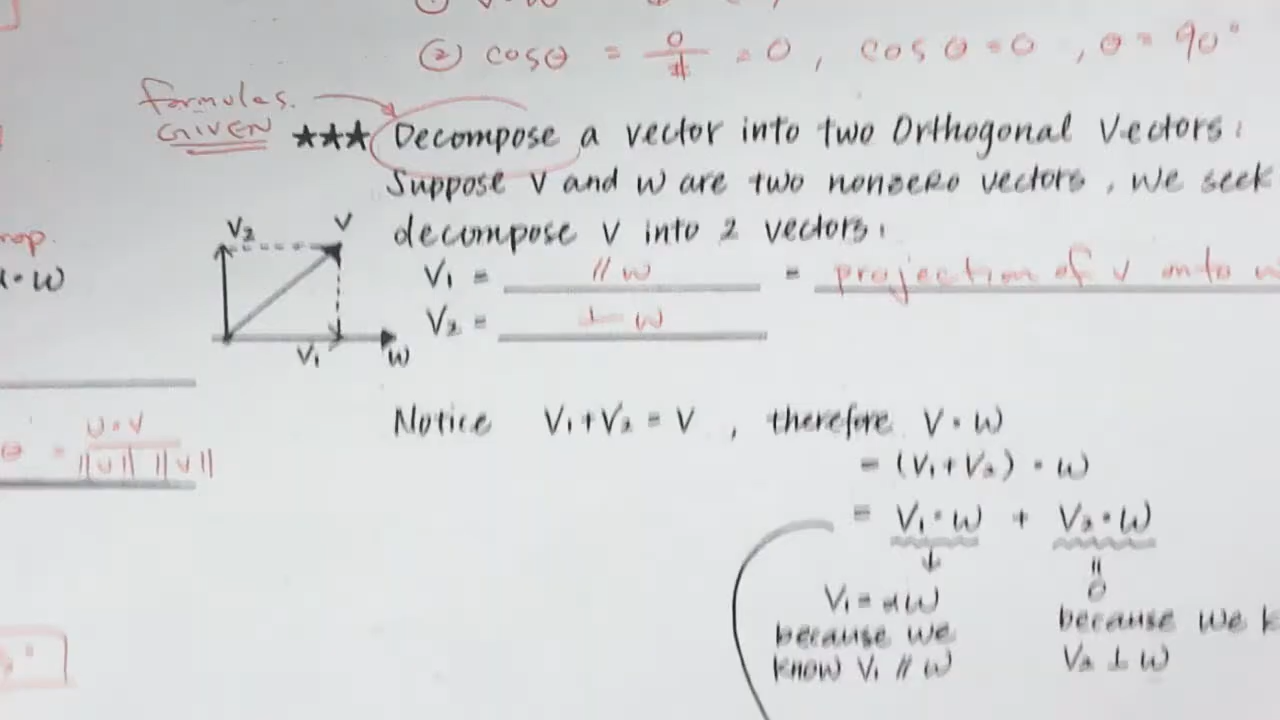 ② cosθ = 0/# = 0, cosθ = 0, θ = 90°
formulas.
GIVEN ★★★ Decompose a vector into two Orthogonal Vectors:
Suppose V and W are two nonzero vectors, We seek
decompose V into 2 vectors:
V₂ V
V₁ = // W = projection of V onto W
V₂ = ⊥ W
V₁ W
u·W
Notice V₁+V₂ = V, therefore V·W
= (V₁+V₂)·W
= V₁·W + V₂·W
θ = U·V / ||U|| ||V||
V₁ = αW
because we
know V₁ // W
"
0
because we k
V₂ ⊥ W